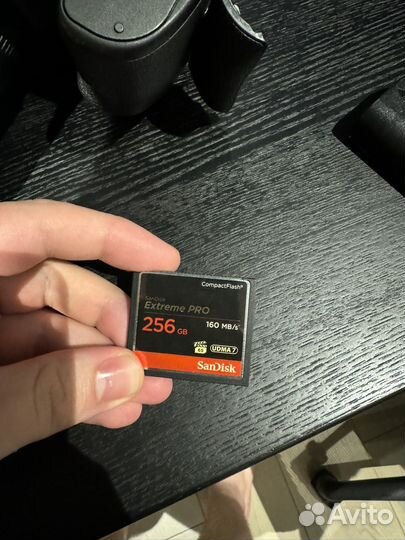 CompactFlash®
SanDisk
Extreme PRO
256 GB 160 MB/s
UDMA 7
SanDisk
Avito